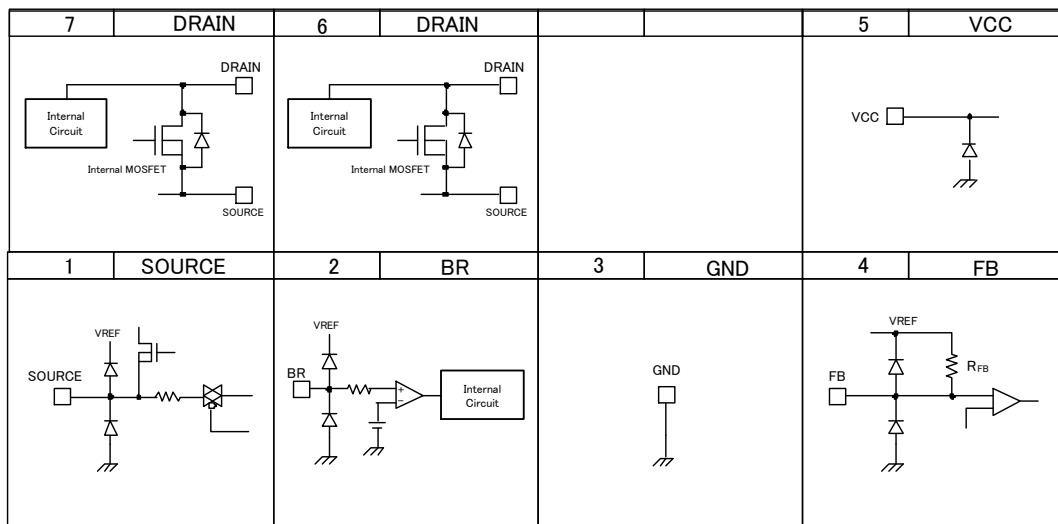 7 DRAIN 6 DRAIN 5 VCC
DRAIN
Internal
Circuit
Internal MOSFET
SOURCE
DRAIN
Internal
Circuit
Internal MOSFET
SOURCE
VCC
1 SOURCE 2 BR 3 GND 4 FB
VREF
SOURCE
VREF
BR
+
−
Internal
Circuit
GND
VREF
RFB
FB